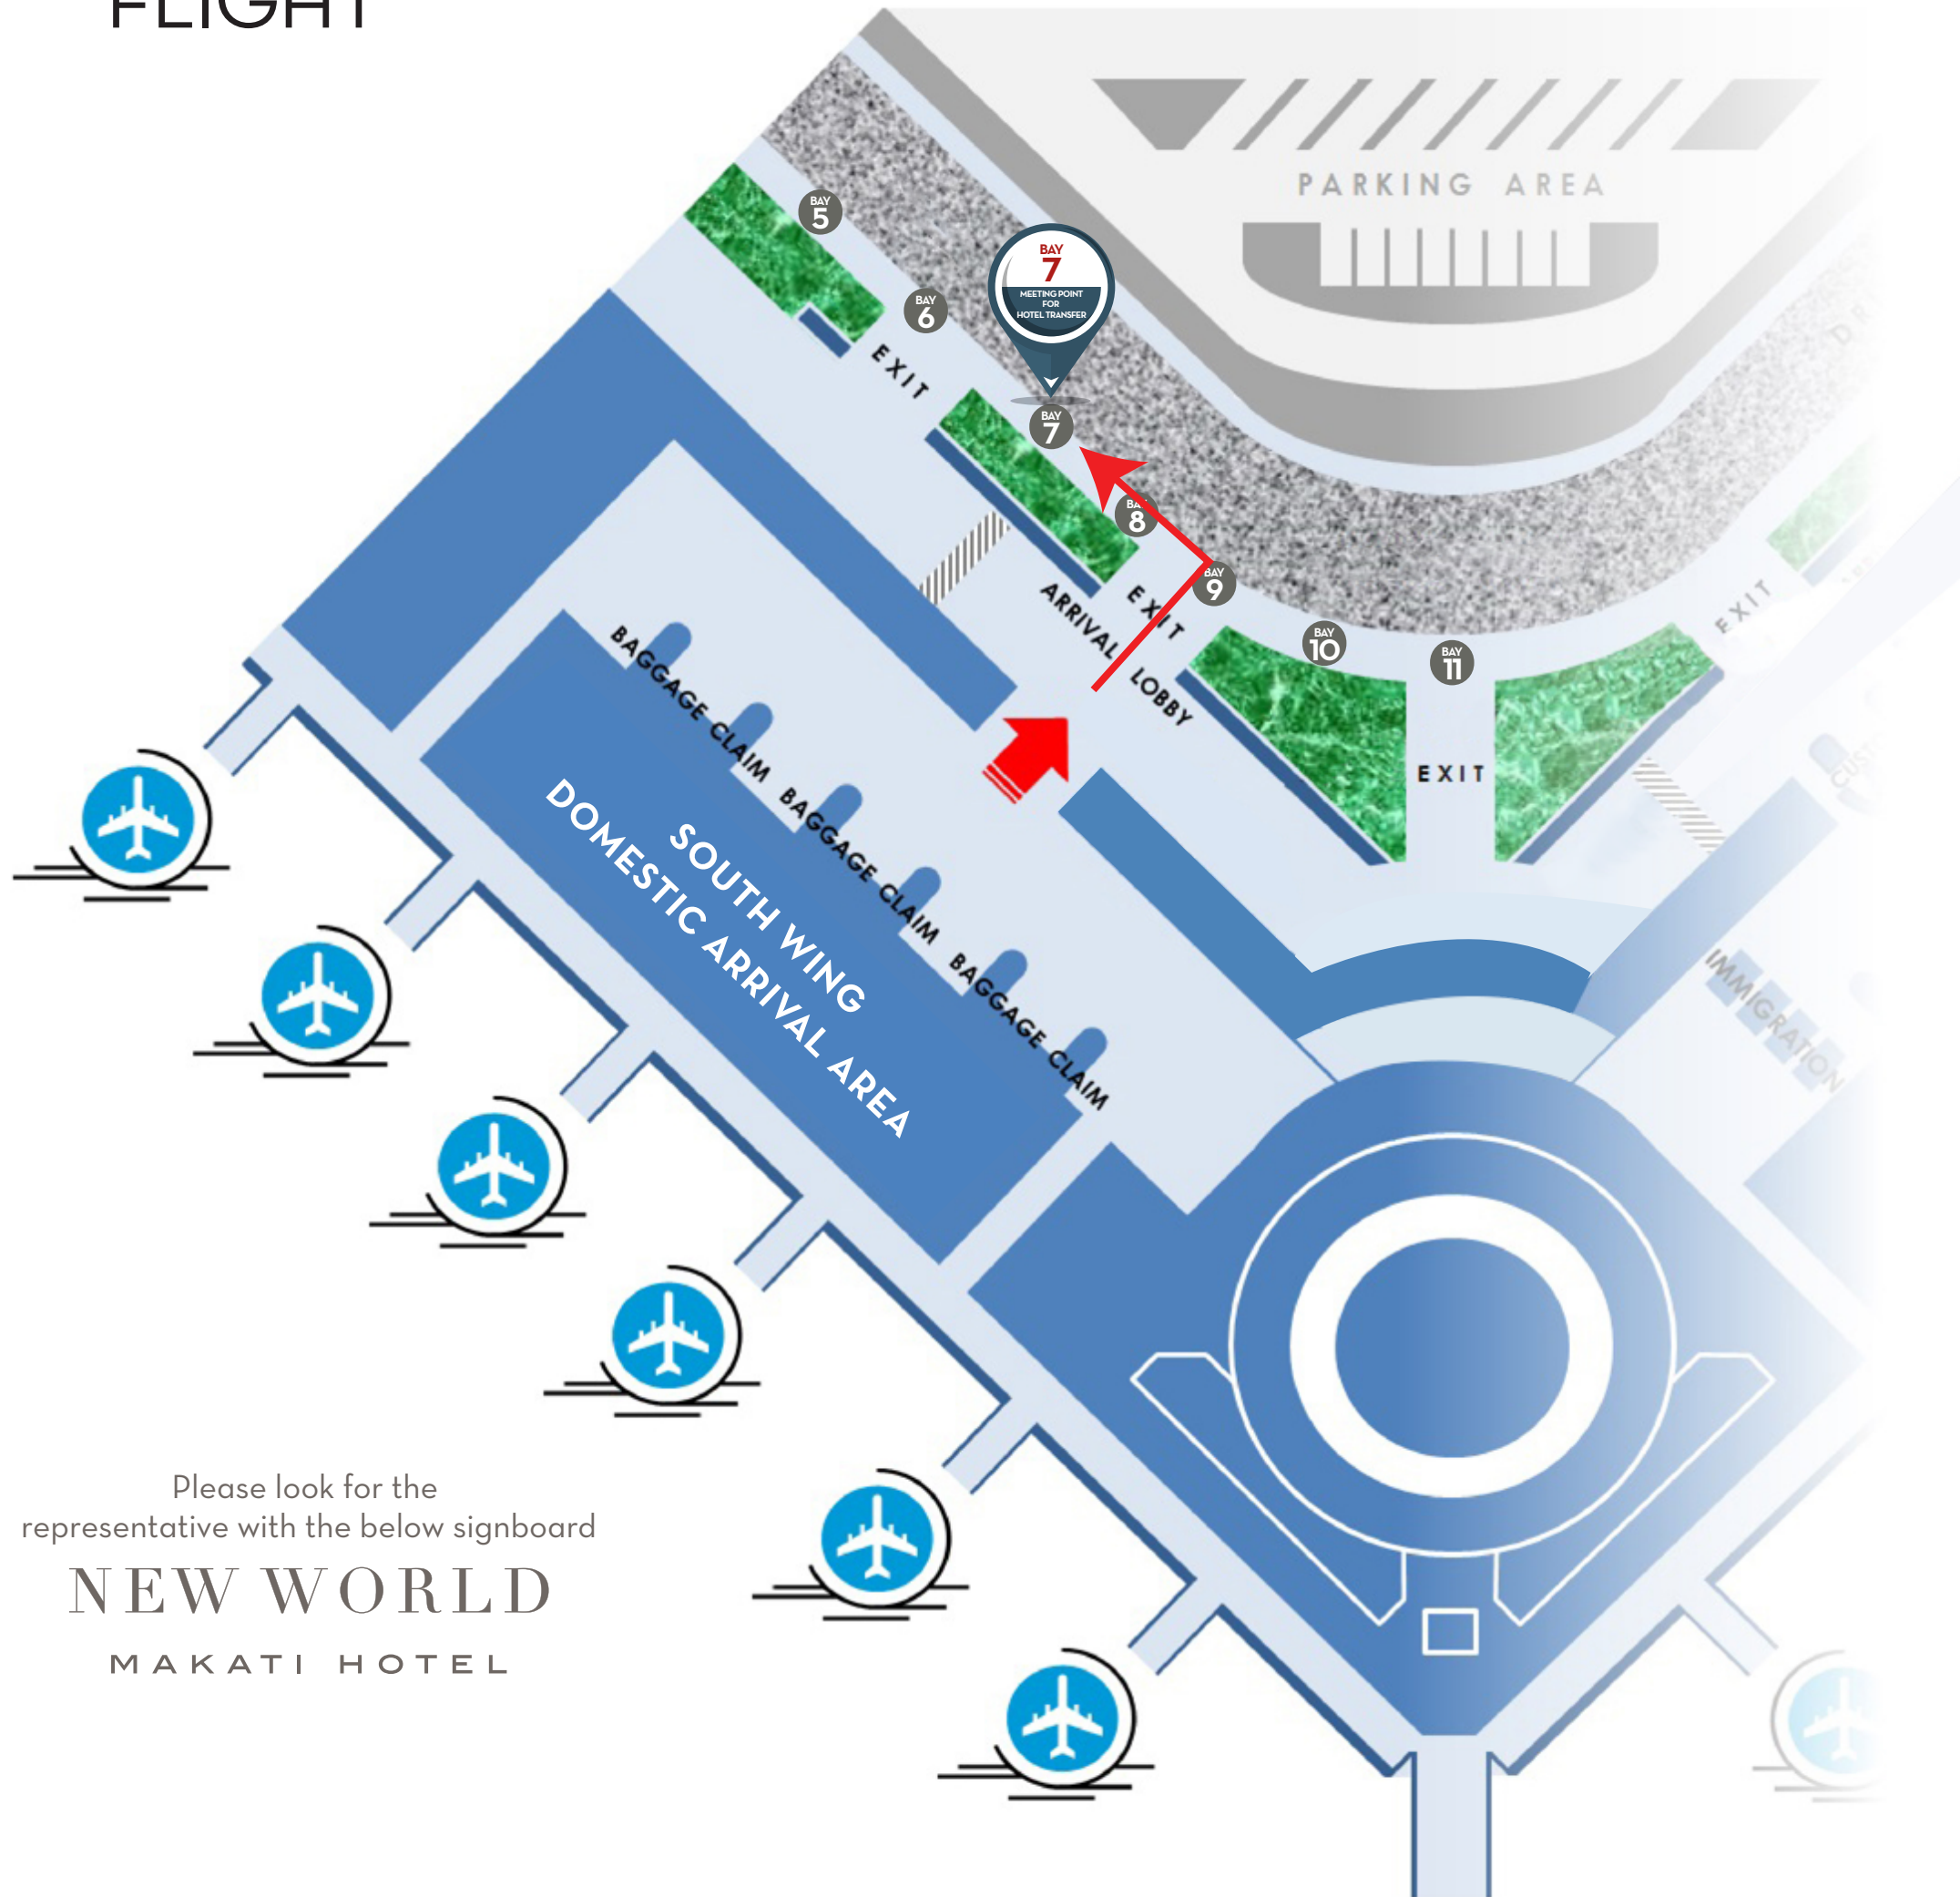 FLIGHT
PARKING AREA
BAY
5
BAY
6
BAY
7
MEETING POINT
FOR
HOTEL TRANSFER
BAY
7
BAY
8
BAY
9
BAY
10
BAY
11
EXIT
EXIT
EXIT
EXIT
ARRIVAL LOBBY
BAGGAGE CLAIM
BAGGAGE CLAIM
BAGGAGE CLAIM
SOUTH WING
DOMESTIC ARRIVAL AREA
IMMIGRATION
Please look for the
representative with the below signboard
NEW WORLD
MAKATI HOTEL